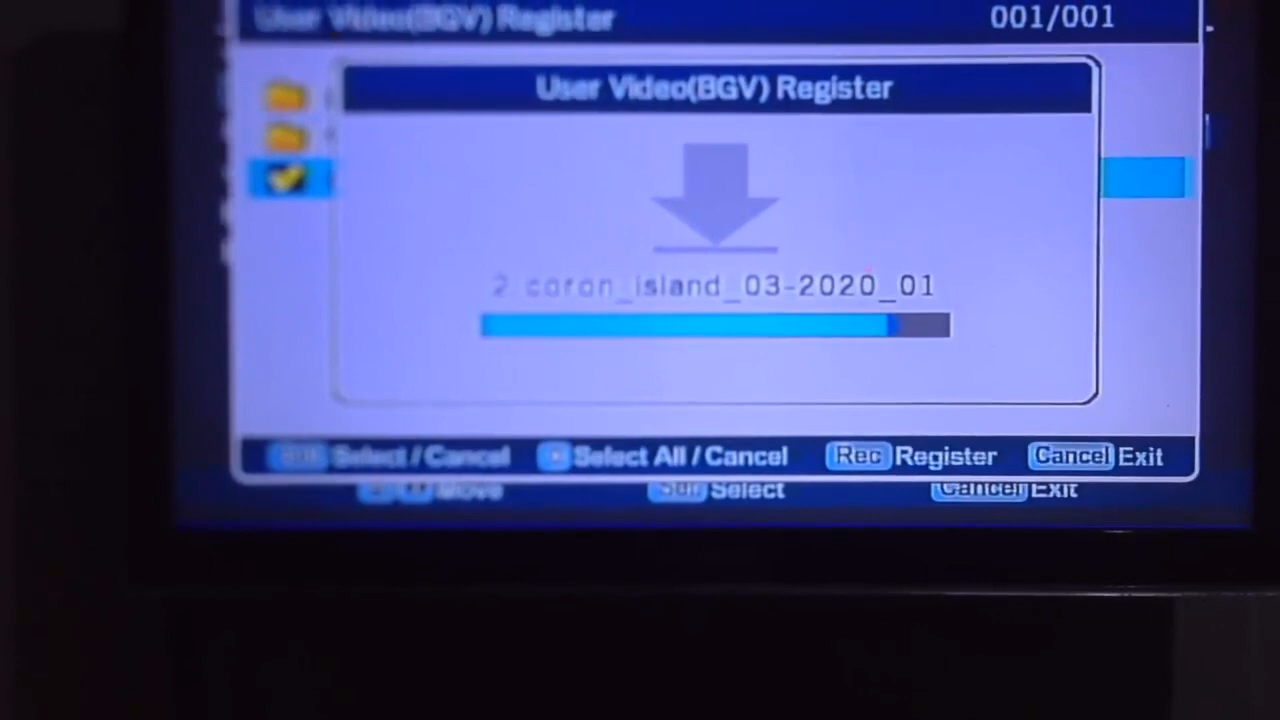 User Video(BGV) Register 001/001
User Video(BGV) Register
2 coron_island_03-2020_01
Select / Cancel Select All / Cancel Rec Register Cancel Exit
Move Select Cancel Exit